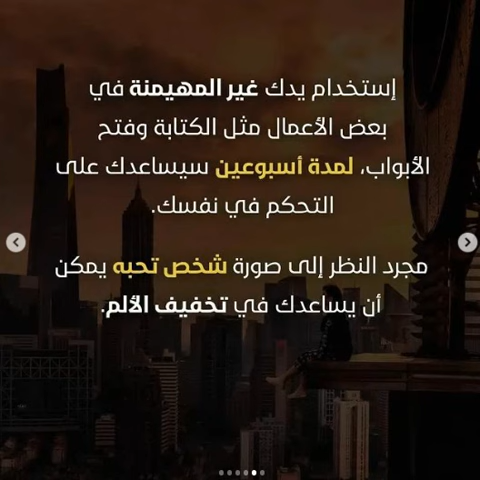 إستخدام يدك غير المهيمنة في
بعض الأعمال مثل الكتابة وفتح
الأبواب، لمدة أسبوعين سيساعدك على
التحكم في نفسك.
مجرد النظر إلى صورة شخص تحبه يمكن
أن يساعدك في تخفيف الألم.